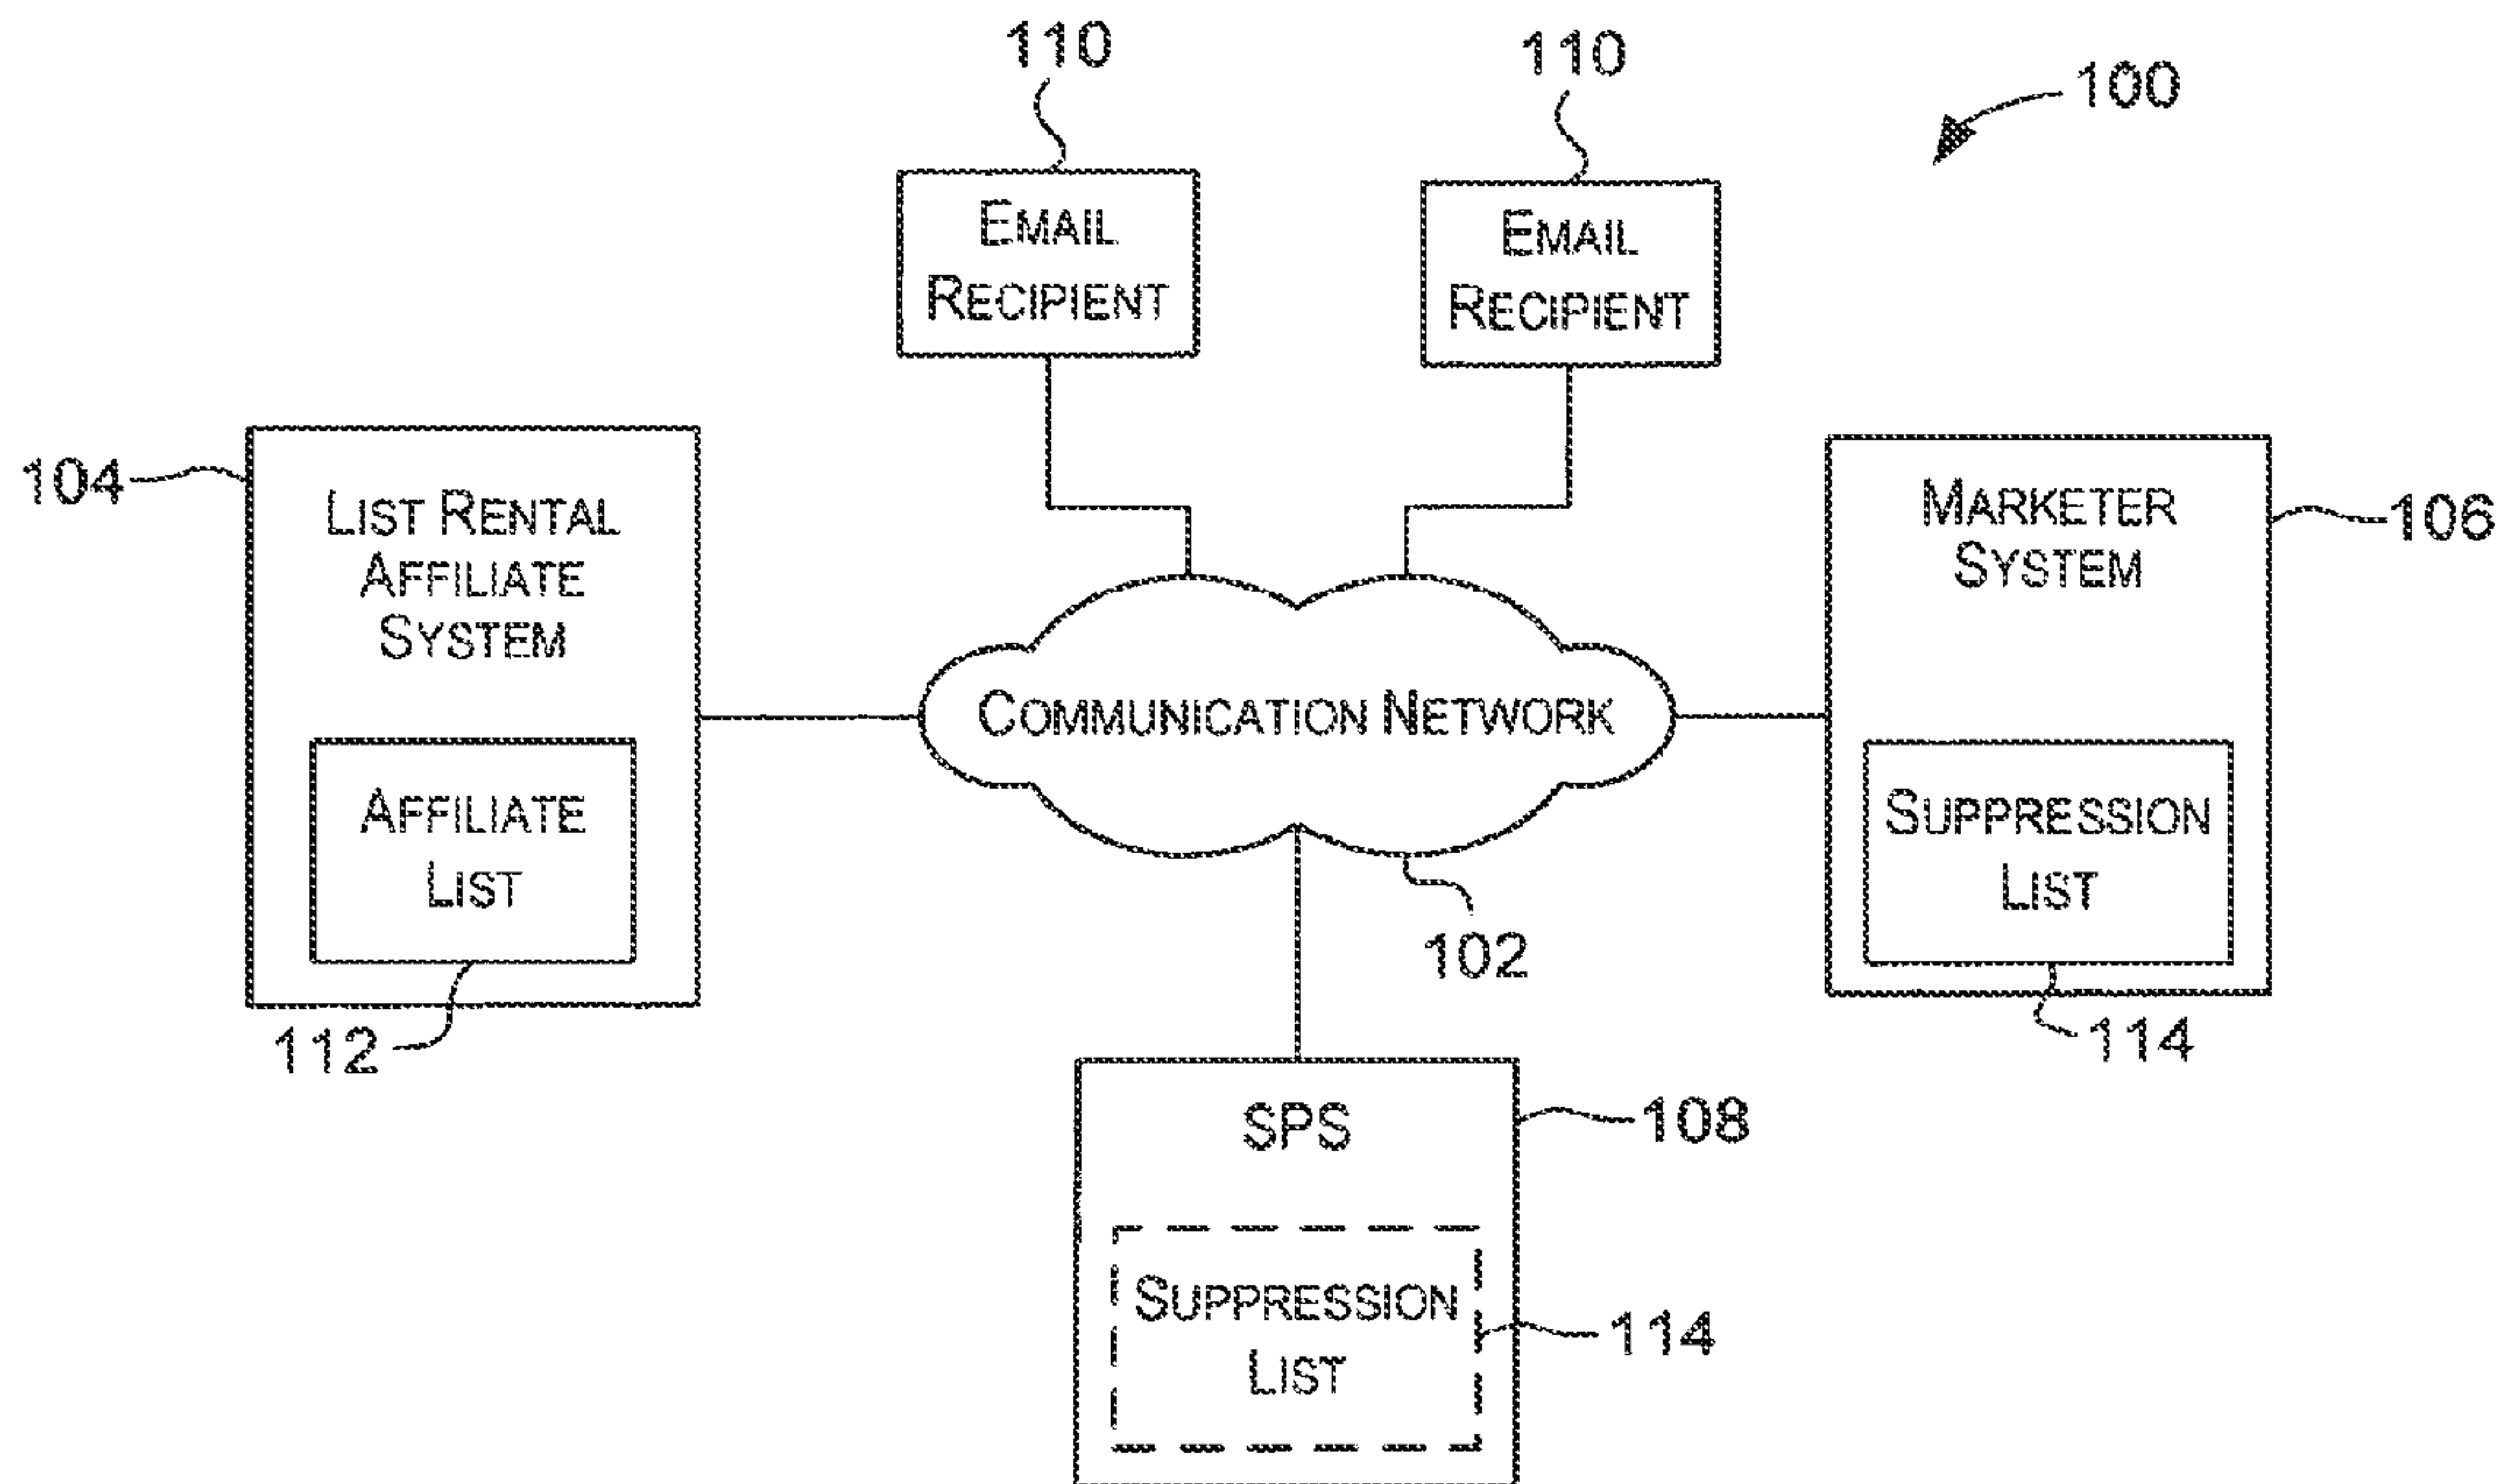 110
110
100
EMAIL
RECIPIENT
EMAIL
RECIPIENT
104
LIST RENTAL
AFFILIATE
SYSTEM
MARKETER
SYSTEM
106
COMMUNICATION NETWORK
AFFILIATE
LIST
SUPPRESSION
LIST
102
112
114
SPS
108
SUPPRESSION
LIST
114